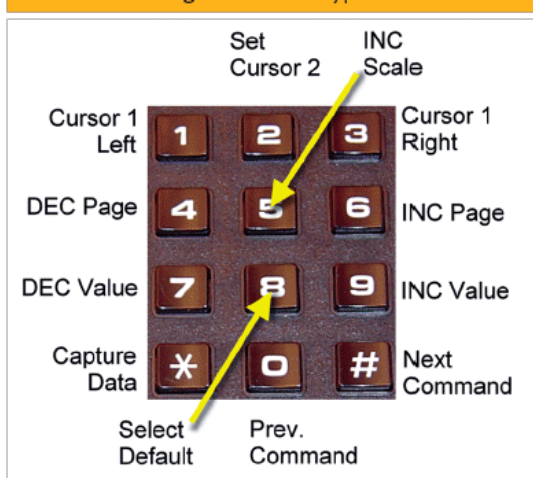 Set
Cursor 2
INC
Scale
Cursor 1
Left
1
2
3
Cursor 1
Right
DEC Page
4
5
6
INC Page
DEC Value
7
8
9
INC Value
Capture
Data
*
0
#
Next
Command
Select
Default
Prev.
Command